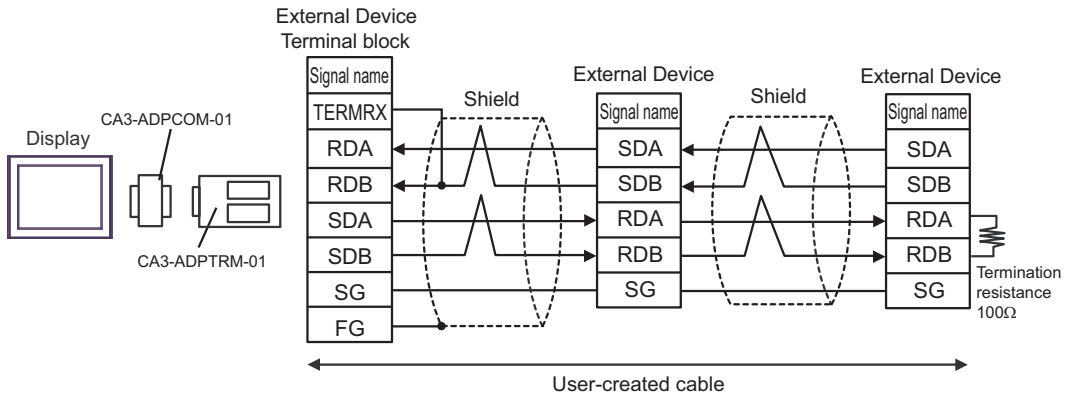 External Device
Terminal block
Signal name
TERMRX
RDA
RDB
SDA
SDB
SG
FG
Display
CA3-ADPCOM-01
CA3-ADPTRM-01
Shield
External Device
Signal name
SDA
SDB
RDA
RDB
SG
Shield
External Device
Signal name
SDA
SDB
RDA
RDB
SG
Termination
resistance
100Ω
User-created cable